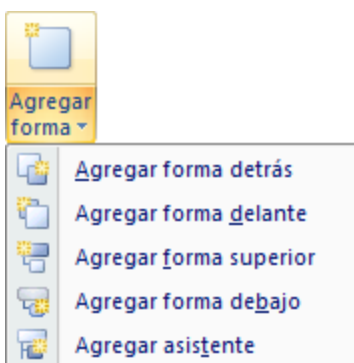 Agregar
forma
Agregar forma detrás
Agregar forma delante
Agregar forma superior
Agregar forma debajo
Agregar asistente